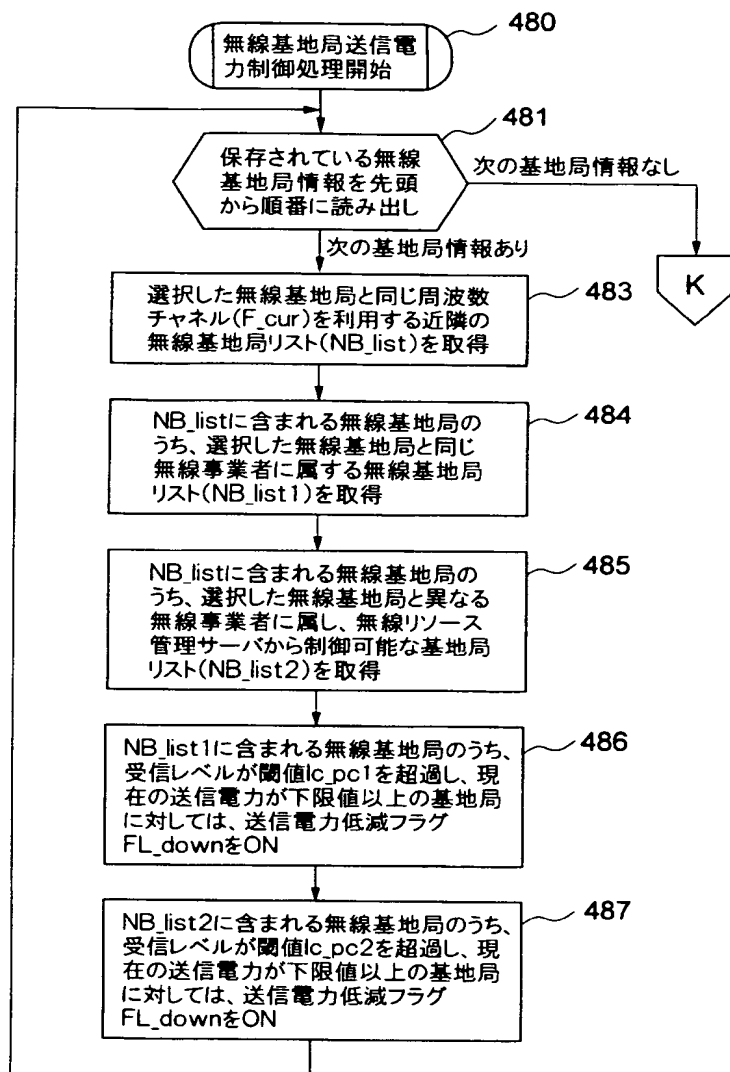 無線基地局送信電
力制御処理開始
480
保存されている無線
基地局情報を先頭
から順番に読み出し
481
次の基地局情報なし
K
次の基地局情報あり
選択した無線基地局と同じ周波数
チャネル(F_cur)を利用する近隣の
無線基地局リスト(NB_list)を取得
483
NB_listに含まれる無線基地局の
うち、選択した無線基地局と同じ
無線事業者に属する無線基地局
リスト(NB_list1)を取得
484
NB_listに含まれる無線基地局の
うち、選択した無線基地局と異なる
無線事業者に属し、無線リソース
管理サーバから制御可能な基地局
リスト(NB_list2)を取得
485
NB_list1に含まれる無線基地局のうち、
受信レベルが閾値Ic_pc1を超過し、現
在の送信電力が下限値以上の基地局
に対しては、送信電力低減フラグ
FL_downをON
486
NB_list2に含まれる無線基地局のうち、
受信レベルが閾値Ic_pc2を超過し、現
在の送信電力が下限値以上の基地局
に対しては、送信電力低減フラグ
FL_downをON
487